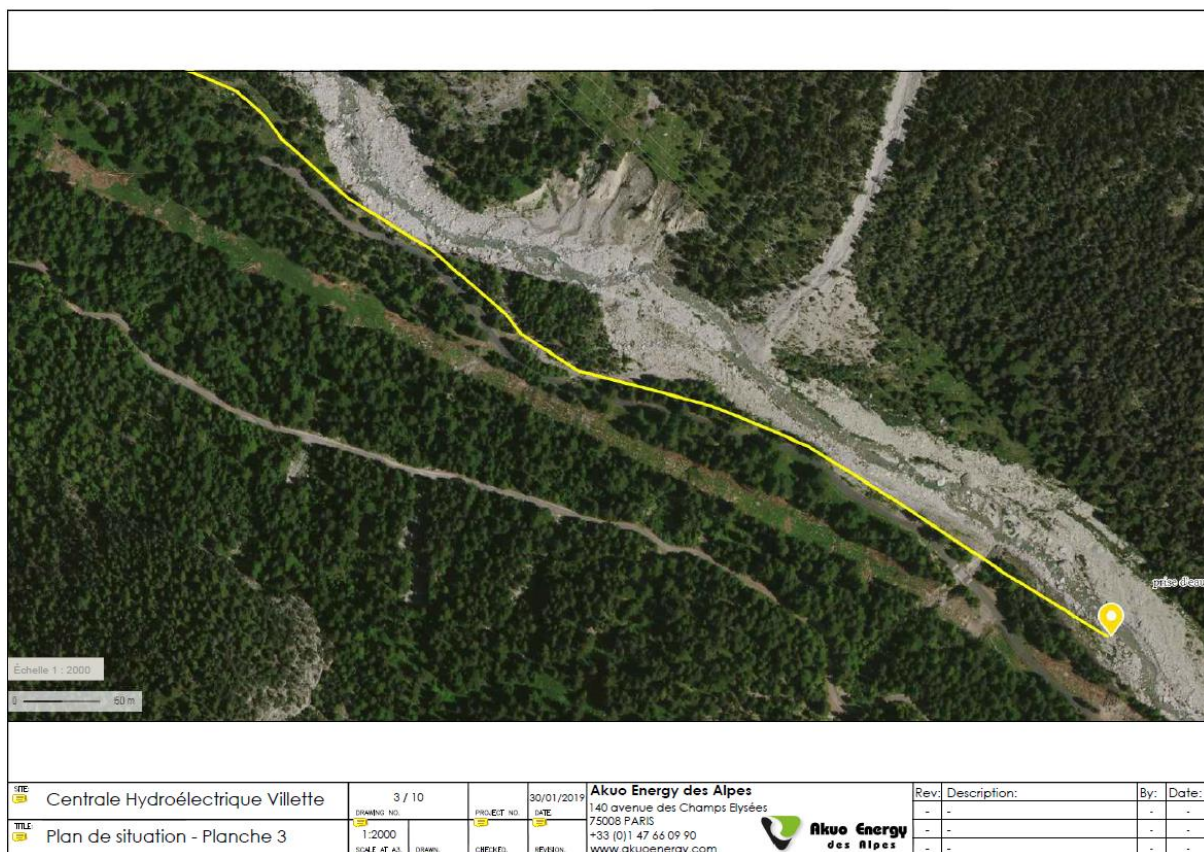 prise d'eau
Échelle 1 : 2000
0 60 m
SITE:
Centrale Hydroélectrique Villette
3 / 10
DRAWING NO.
PROJECT NO.
30/01/2019
DATE
TITLE:
Plan de situation - Planche 3
1:2000
SCALE AT A3.
DRAWN.
CHECKED.
REVISION.
Akuo Energy des Alpes
140 avenue des Champs Elysées
75008 PARIS
+33 (0)1 47 66 09 90
www.akuoenergy.com
Akuo Energy
des Alpes
Rev: Description: By: Date:
- - - -
- - - -
- - - -